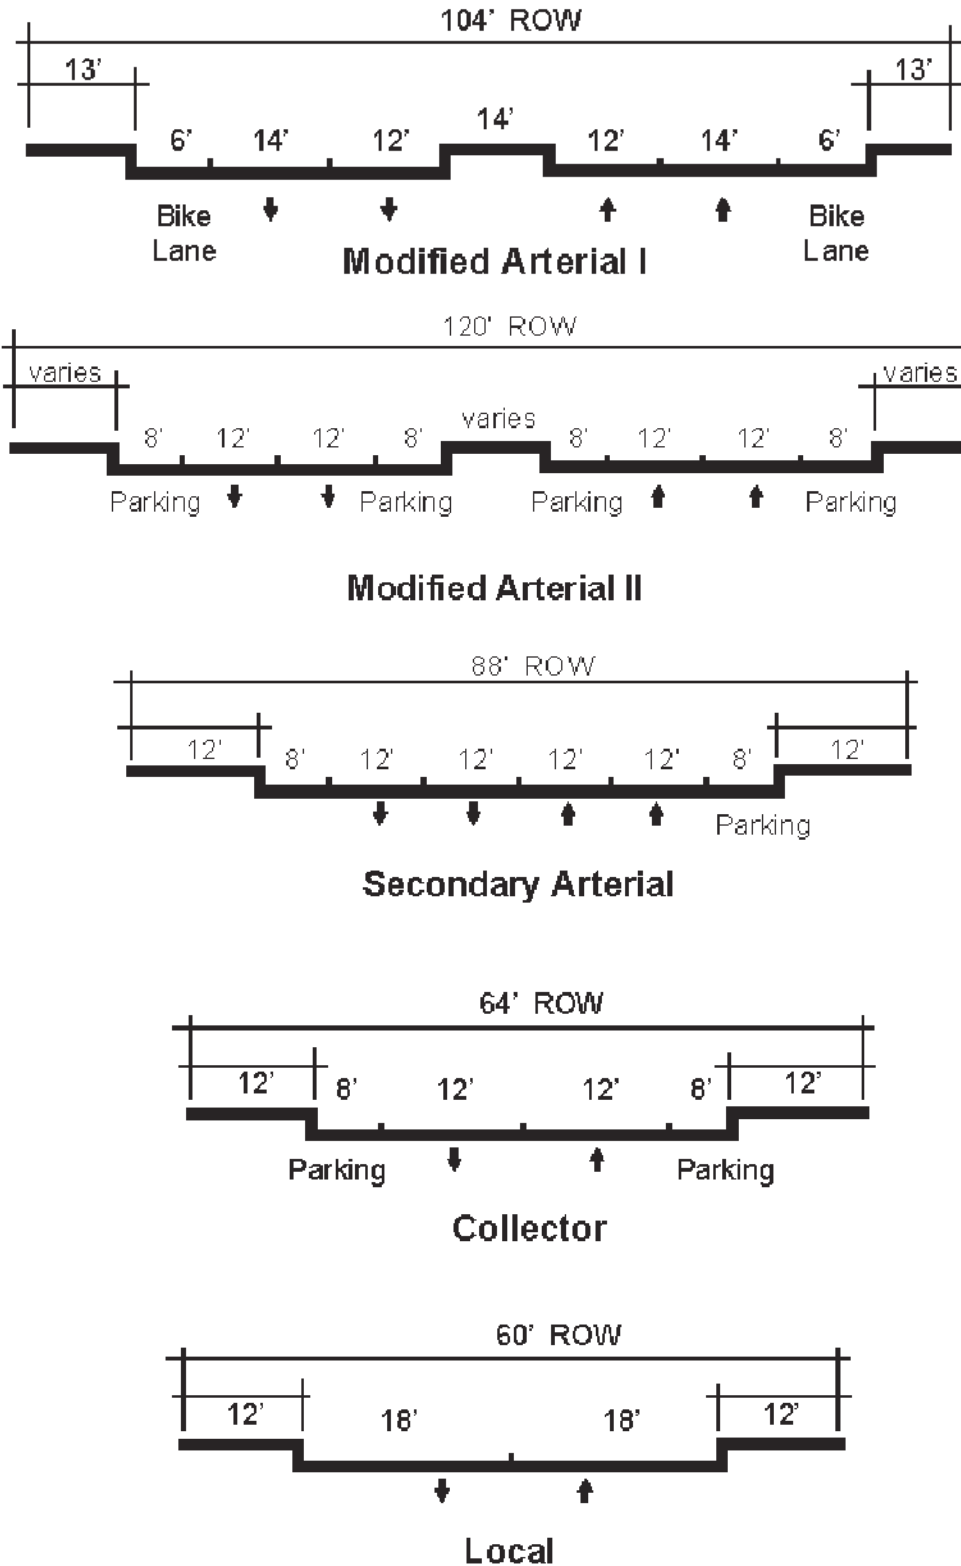 104’ ROW
13’ 13’
6’ 14’ 12’ 14’ 12’ 14’ 6’
Bike Lane Bike Lane
Modified Arterial I
120' ROW
varies varies
8' 12' 12' 8' varies 8' 12' 12' 8'
Parking Parking Parking Parking
Modified Arterial II
88' ROW
12' 8' 12' 12' 12' 12' 8' 12'
Parking
Secondary Arterial
64’ ROW
12’ 8’ 12’ 12’ 8’ 12’
Parking Parking
Collector
60’ ROW
12’ 18’ 18’ 12’
Local